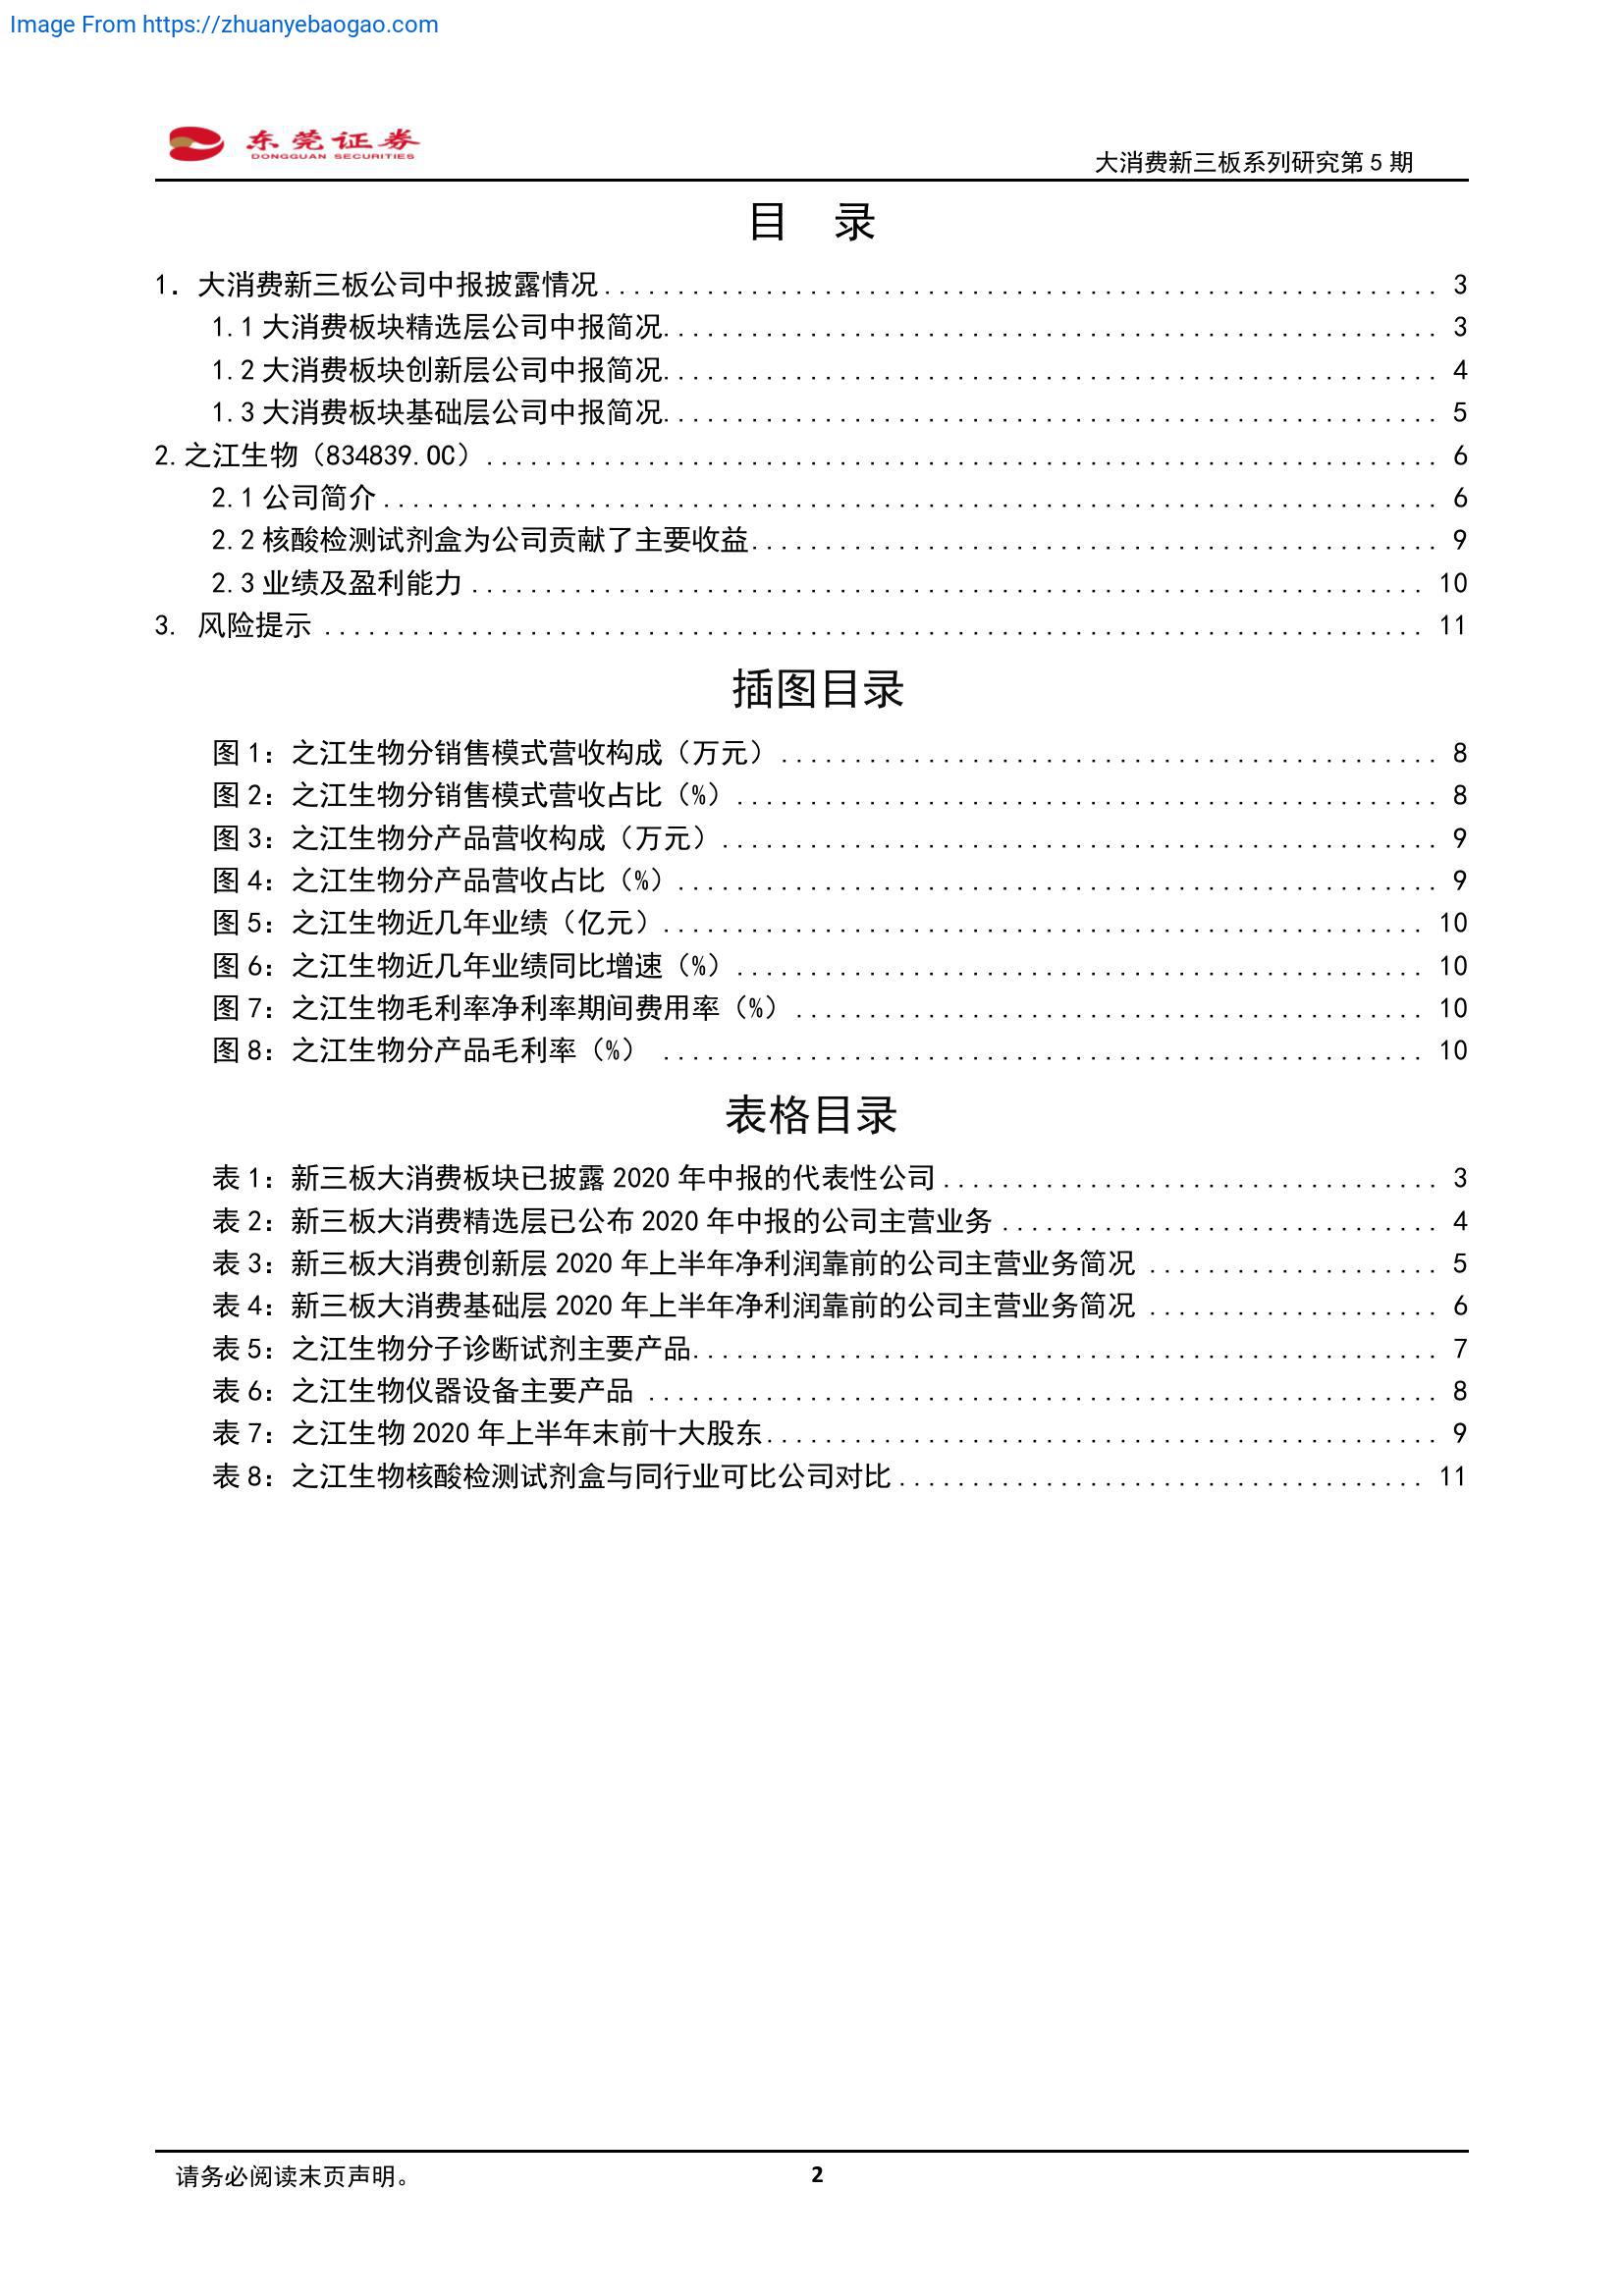 Image From https://zhuanyebaogao.com
东莞证券
DONGGUAN SECURITIES
大消费新三板系列研究第 5 期
目 录
1. 大消费新三板公司中报披露情况 3
1.1 大消费板块精选层公司中报简况 3
1.2 大消费板块创新层公司中报简况 4
1.3 大消费板块基础层公司中报简况 5
2.之江生物（834839.OC） 6
2.1 公司简介 6
2.2 核酸检测试剂盒为公司贡献了主要收益 9
2.3 业绩及盈利能力 10
3. 风险提示 11
插图目录
图 1：之江生物分销售模式营收构成（万元） 8
图 2：之江生物分销售模式营收占比（%） 8
图 3：之江生物分产品营收构成（万元） 9
图 4：之江生物分产品营收占比（%） 9
图 5：之江生物近几年业绩（亿元） 10
图 6：之江生物近几年业绩同比增速（%） 10
图 7：之江生物毛利率净利率期间费用率（%） 10
图 8：之江生物分产品毛利率（%） 10
表格目录
表 1：新三板大消费板块已披露 2020 年中报的代表性公司 3
表 2：新三板大消费精选层已公布 2020 年中报的公司主营业务 4
表 3：新三板大消费创新层 2020 年上半年净利润靠前的公司主营业务简况 5
表 4：新三板大消费基础层 2020 年上半年净利润靠前的公司主营业务简况 6
表 5：之江生物分子诊断试剂主要产品 7
表 6：之江生物仪器设备主要产品 8
表 7：之江生物 2020 年上半年末前十大股东 9
表 8：之江生物核酸检测试剂盒与同行业可比公司对比 11
请务必阅读末页声明。
2